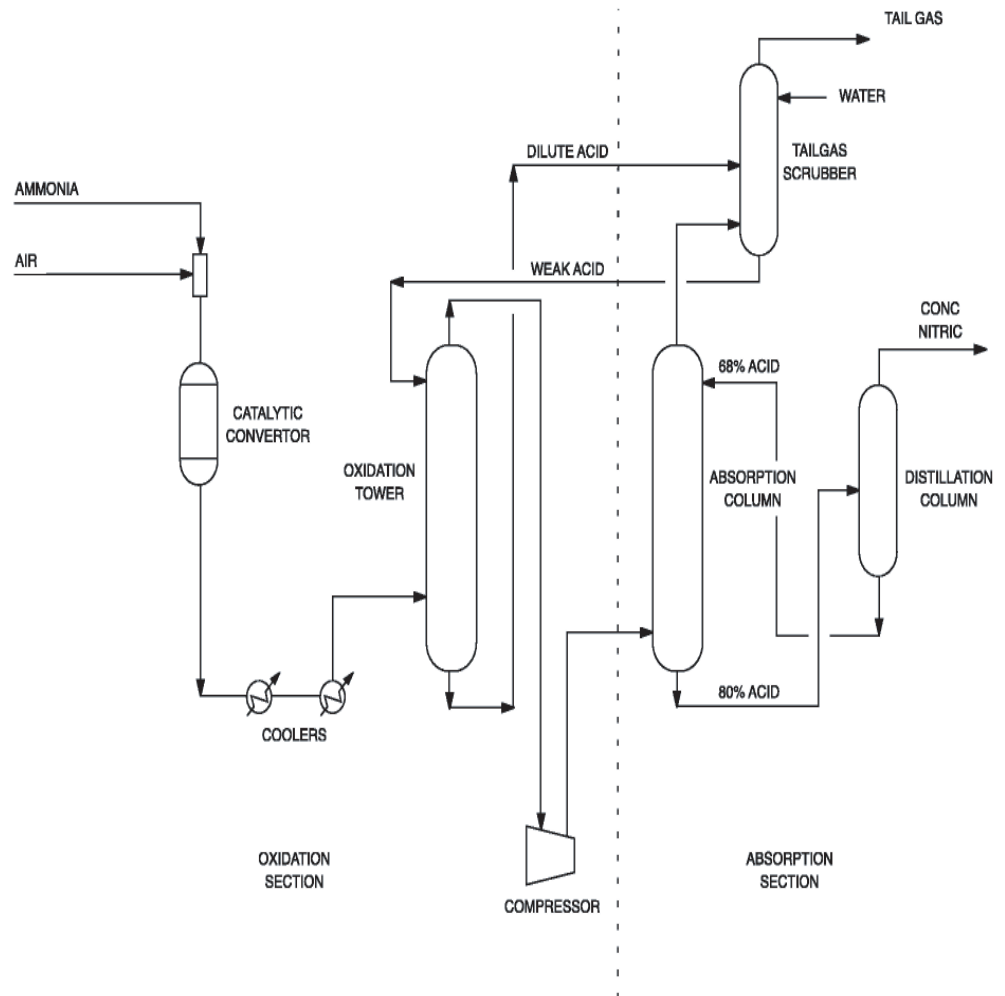 TAIL GAS
WATER
DILUTE ACID
TAILGAS
SCRUBBER
AMMONIA
AIR
WEAK ACID
CONC
NITRIC
68% ACID
CATALYTIC
CONVERTOR
OXIDATION
TOWER
ABSORPTION
COLUMN
DISTILLATION
COLUMN
80% ACID
COOLERS
OXIDATION
SECTION
ABSORPTION
SECTION
COMPRESSOR